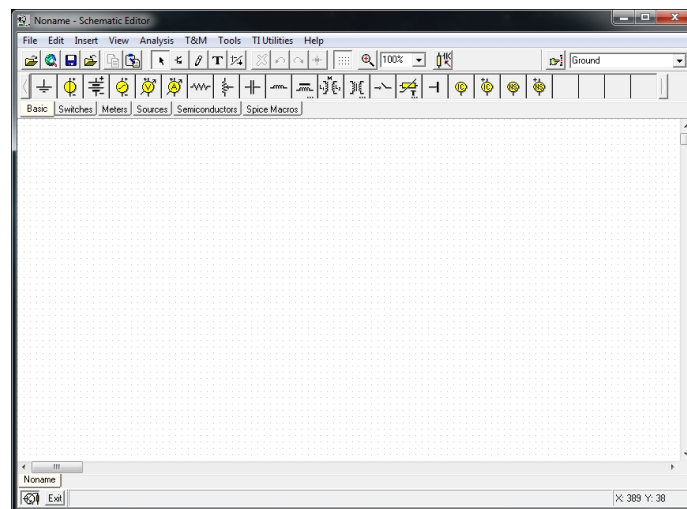 Noname - Schematic Editor
File Edit Insert View Analysis T&M Tools TI Utilities Help
T 100% Ground
Basic Switches Meters Sources Semiconductors Spice Macros
Noname
Exit X: 389 Y: 38